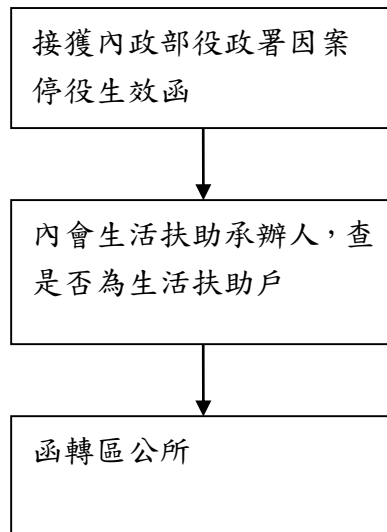 接獲內政部役政署因案
停役生效函
內會生活扶助承辦人，查
是否為生活扶助戶
函轉區公所